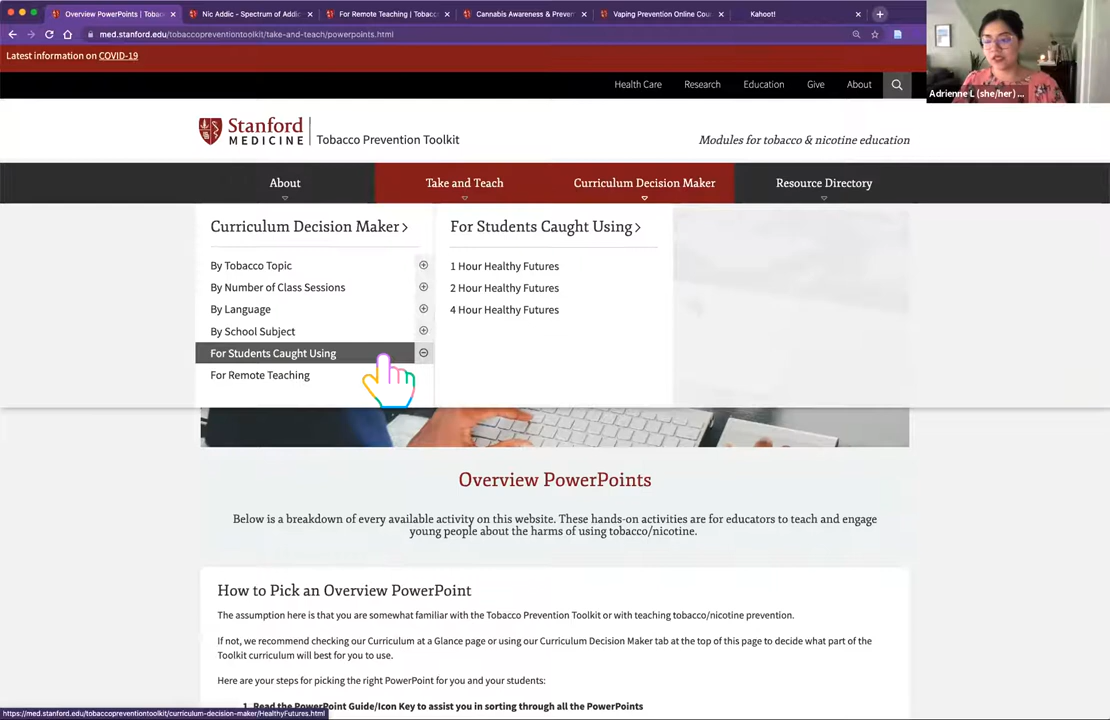 Overview PowerPoints | Tobac
Nic Addic - Spectrum of Addic
For Remote Teaching | Tobacc
Cannabis Awareness & Preven
Vaping Prevention Online Cour
Kahoot!
med.stanford.edu/tobaccopreventiontoolkit/take-and-teach/powerpoints.html
Latest information on COVID-19
Health Care
Research
Education
Give
About
Adrienne L (she/her) ...
Stanford
MEDICINE
Tobacco Prevention Toolkit
Modules for tobacco & nicotine education
About
Take and Teach
Curriculum Decision Maker
Resource Directory
Curriculum Decision Maker >
By Tobacco Topic
By Number of Class Sessions
By Language
By School Subject
For Students Caught Using
For Remote Teaching
For Students Caught Using >
1 Hour Healthy Futures
2 Hour Healthy Futures
4 Hour Healthy Futures
Overview PowerPoints
Below is a breakdown of every available activity on this website. These hands-on activities are for educators to teach and engage
young people about the harms of using tobacco/nicotine.
How to Pick an Overview PowerPoint
The assumption here is that you are somewhat familiar with the Tobacco Prevention Toolkit or with teaching tobacco/nicotine prevention.
If not, we recommend checking our Curriculum at a Glance page or using our Curriculum Decision Maker tab at the top of this page to decide what part of the
Toolkit curriculum will best for you to use.
Here are your steps for picking the right PowerPoint for you and your students:
1. Read the PowerPoint Guide/Icon Key to assist you in sorting through all the PowerPoints
https://med.stanford.edu/tobaccopreventiontoolkit/curriculum-decision-maker/HealthyFutures.html